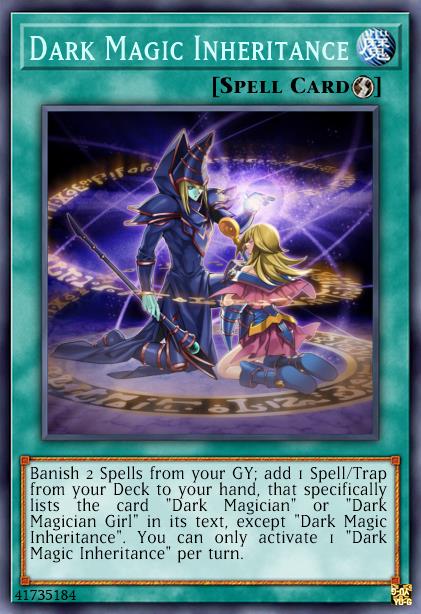 Dark Magic Inheritance
魔
[Spell Card]
Banish 2 Spells from your GY; add 1 Spell/Trap
from your Deck to your hand, that specifically
lists the card "Dark Magician" or "Dark
Magician Girl" in its text, except "Dark Magic
Inheritance". You can only activate 1 "Dark
Magic Inheritance" per turn.
41735184